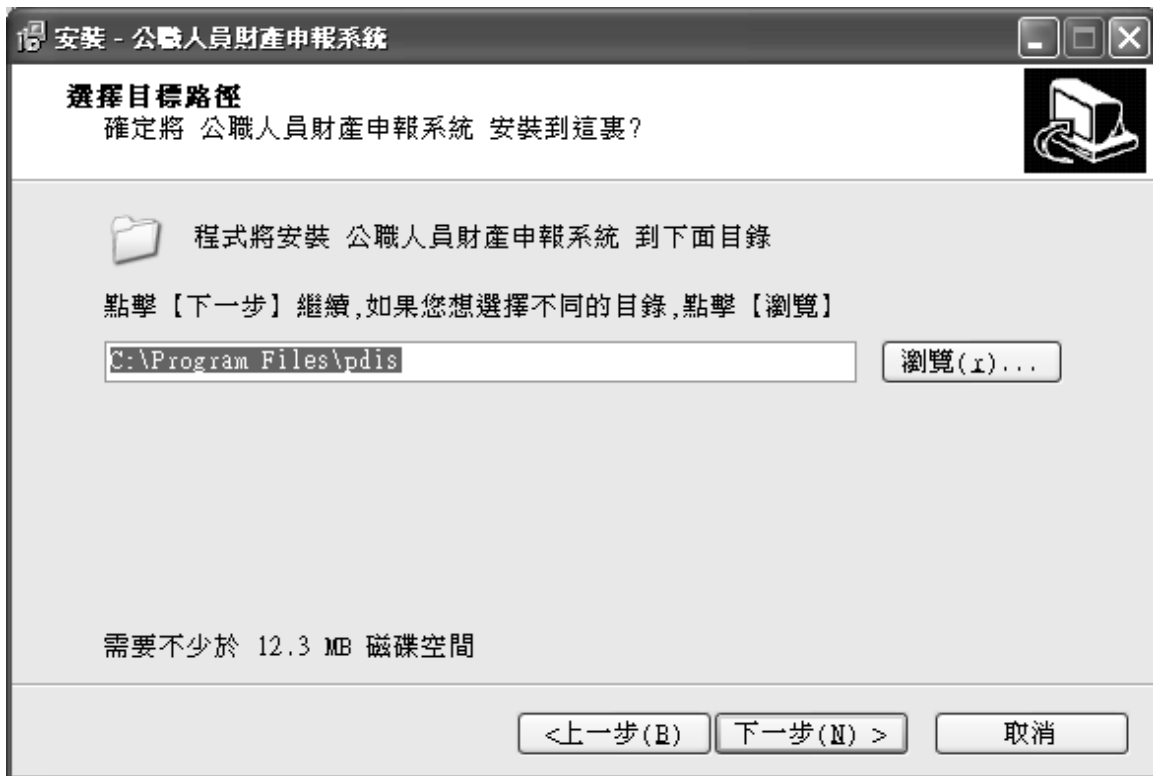 安裝 - 公職人員財產申報系統
選擇目標路徑
確定將 公職人員財產申報系統 安裝到這裏?
程式將安裝 公職人員財產申報系統 到下面目錄
點擊【下一步】繼續,如果您想選擇不同的目錄,點擊【瀏覽】
C:\Program Files\pdis
瀏覽(r)...
需要不少於 12.3 MB 磁碟空間
<上一步(B)
下一步(N) >
取消